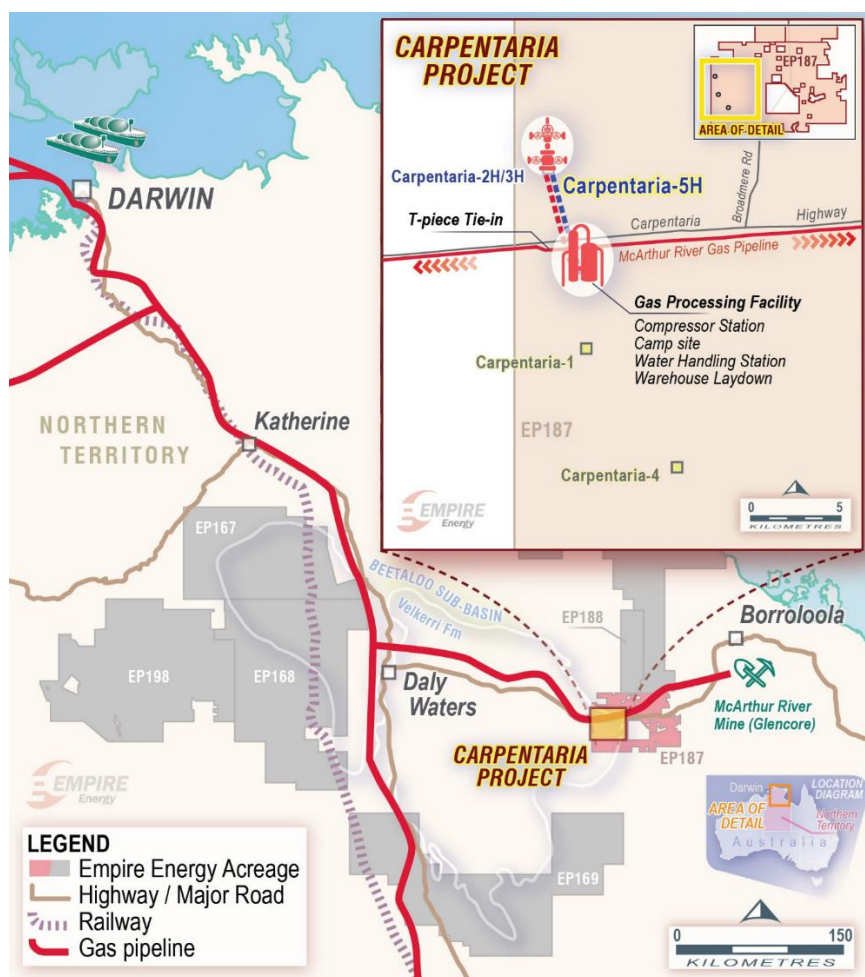 CARPENTARIA
PROJECT
EP187
AREA OF DETAIL
Carpentaria-2H/3H
Carpentaria-5H
Broadmere Rd
T-piece Tie-in
Carpentaria
Highway
McArthur River Gas Pipeline
Gas Processing Facility
Compressor Station
Camp site
Water Handling Station
Warehouse Laydown
Carpentaria-1
EP187
Carpentaria-4
EMPIRE
Energy
0 5
KILOMETRES
DARWIN
NORTHERN
TERRITORY
Katherine
EP167
BEETALOO SUB-BASIN
Velkerri Fm
EP188
Borroloola
EP198
EP168
Daly
Waters
McArthur River
Mine (Glencore)
CARPENTARIA
PROJECT
EP187
EMPIRE
Energy
Darwin
LOCATION
DIAGRAM
AREA OF
DETAIL
Northern
Territory
Australia
EP169
LEGEND
Empire Energy Acreage
Highway / Major Road
Railway
Gas pipeline
0 150
KILOMETRES